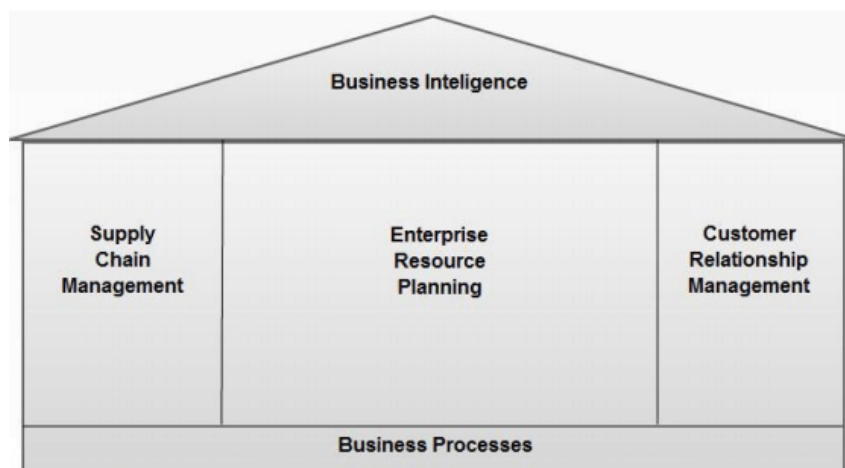 Business Inteligence
Supply
Chain
Management
Enterprise
Resource
Planning
Customer
Relationship
Management
Business Processes